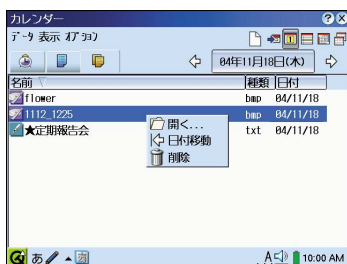 カレンダー
データ 表示 オプション
04年11月18日(木)
名前 種類 日付
flower bmp 04/11/18
1112_1225 bmp 04/11/18
★定期報告会 txt 04/11/18
開く...
日付移動
削除
あ 10:00 AM